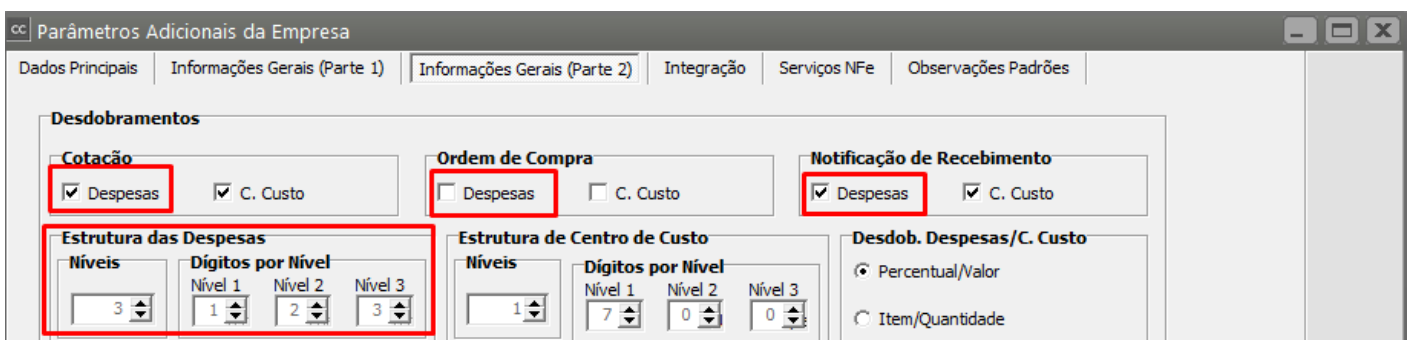 cc Parâmetros Adicionais da Empresa
Dados Principais Informações Gerais (Parte 1) Informações Gerais (Parte 2) Integração Serviços NFe Observações Padrões
Desdobramentos
Cotação Ordem de Compra Notificação de Recebimento
Despesas C. Custo Despesas C. Custo Despesas C. Custo
Estrutura das Despesas Estrutura de Centro de Custo Desdob. Despesas/C. Custo
Níveis Dígitos por Nível Níveis Dígitos por Nível
Nível 1 Nível 2 Nível 3 Nível 1 Nível 2 Nível 3 Percentual/Valor
3 1 2 3 1 7 0 0 Item/Quantidade